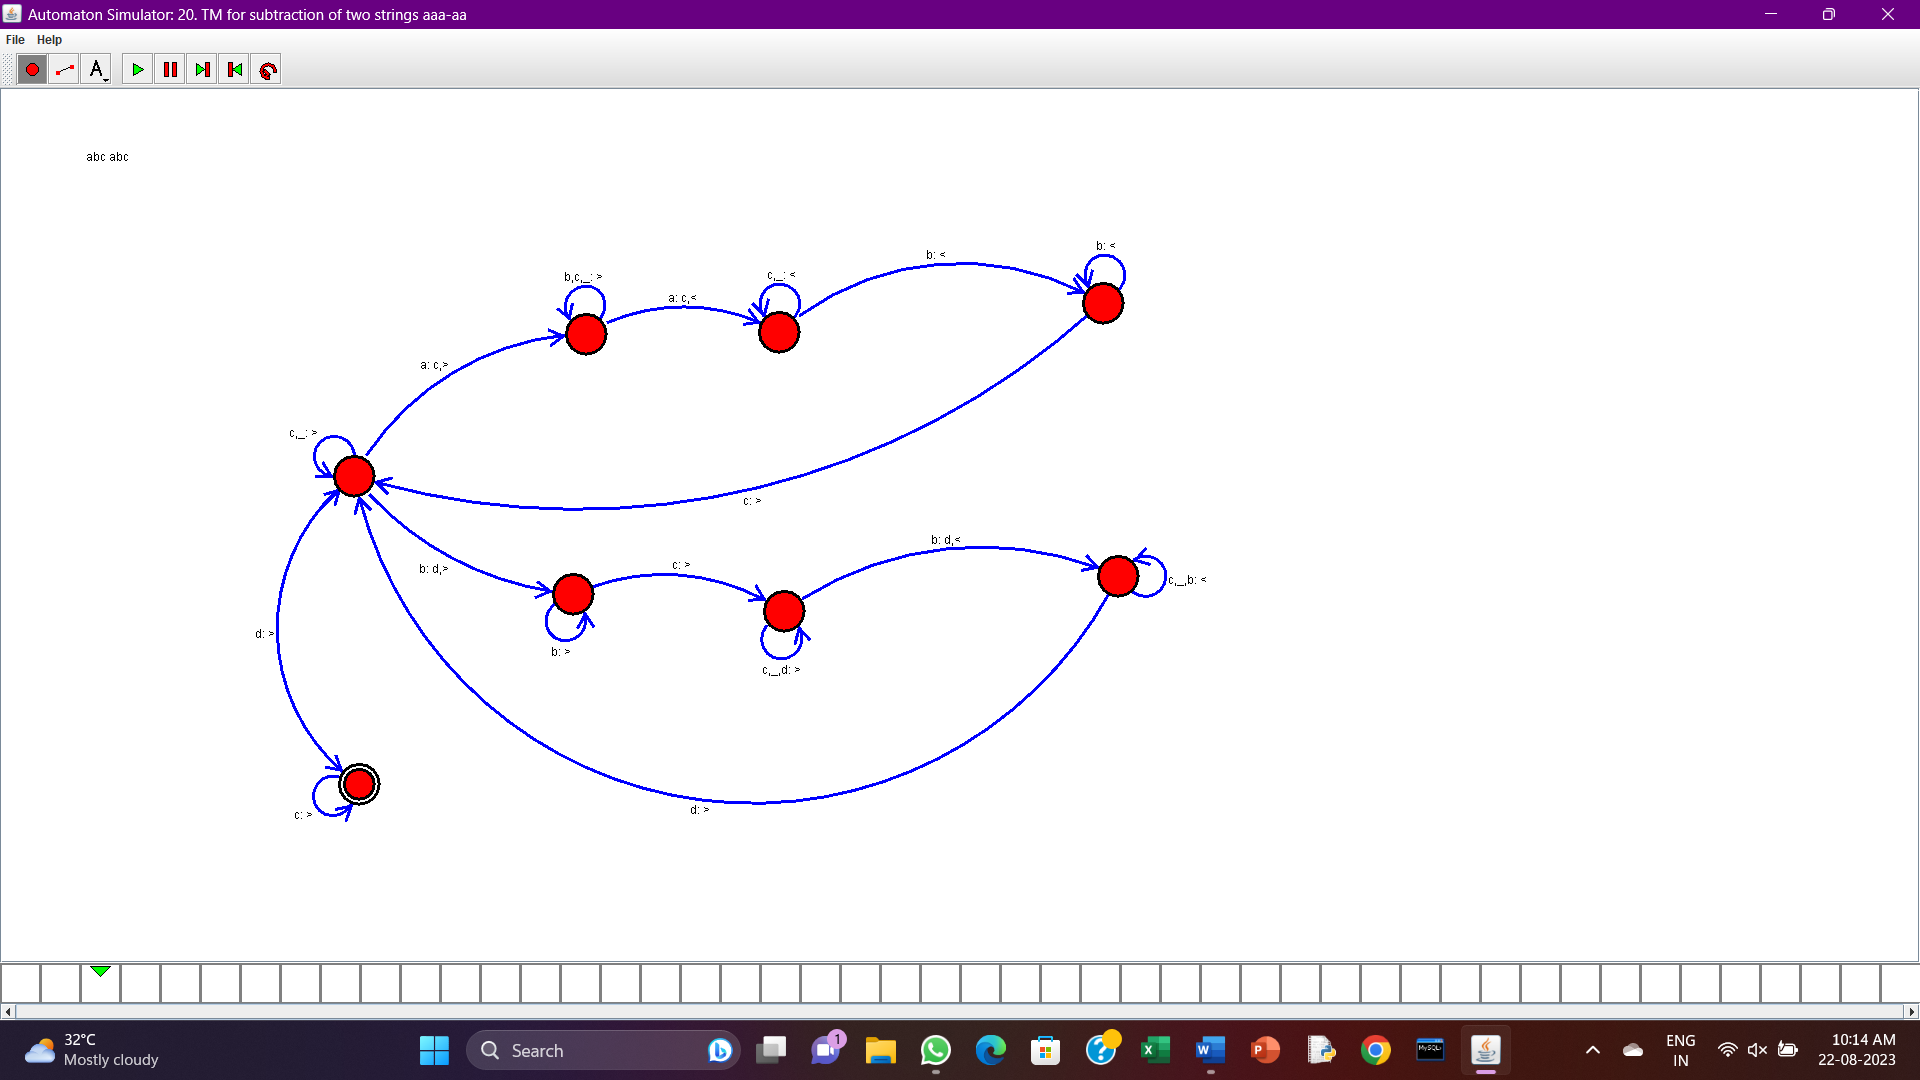 Automaton Simulator: 20. TM for subtraction of two strings aaa-aa
File Help
A
abc abc
b: <
b: <
b,c,_: >
c,_: <
a: c,<
a: c,>
c,_: >
c: >
b: d,<
c: >
b: d,>
c,_,b: <
d: >
b: >
c,_,d: >
d: >
c: >
32°C
Mostly cloudy
Search
1
ENG
IN
10:14 AM
22-08-2023